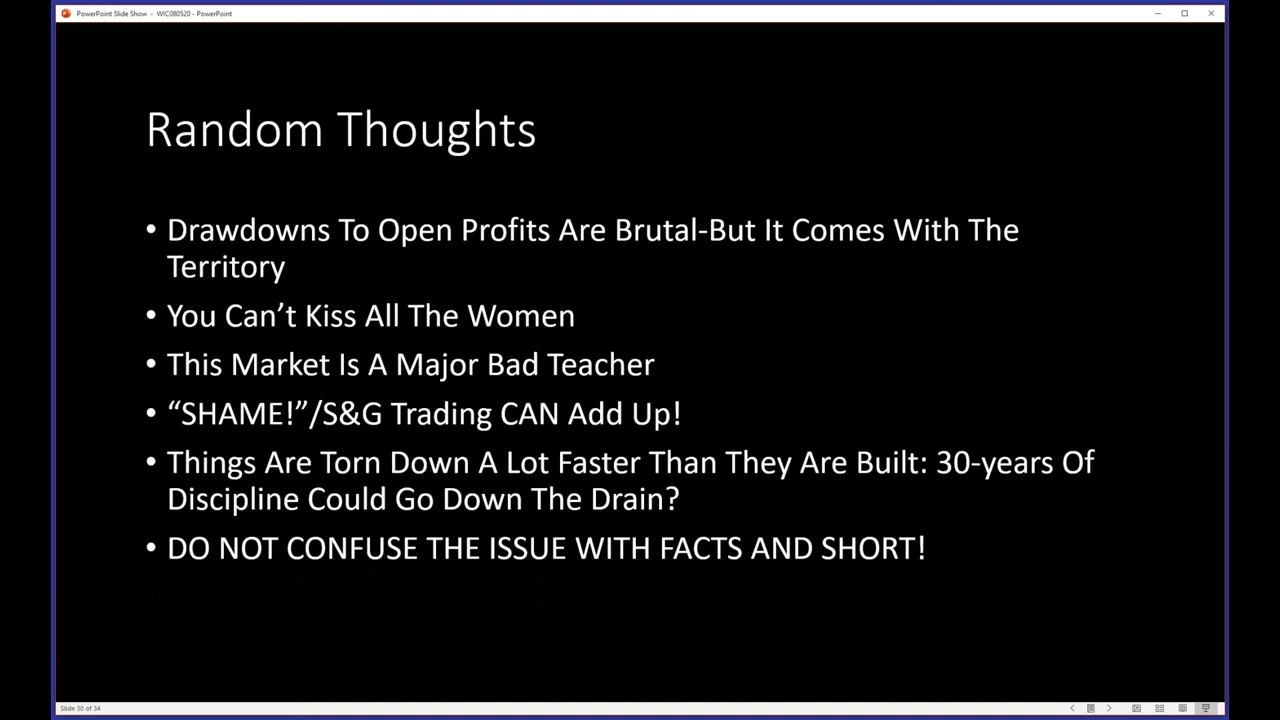 PowerPoint Slide Show - WIC080520 - PowerPoint
Random Thoughts
• Drawdowns To Open Profits Are Brutal-But It Comes With The
Territory
• You Can’t Kiss All The Women
• This Market Is A Major Bad Teacher
• “SHAME!”/S&G Trading CAN Add Up!
• Things Are Torn Down A Lot Faster Than They Are Built: 30-years Of
Discipline Could Go Down The Drain?
• DO NOT CONFUSE THE ISSUE WITH FACTS AND SHORT!
Slide 30 of 34